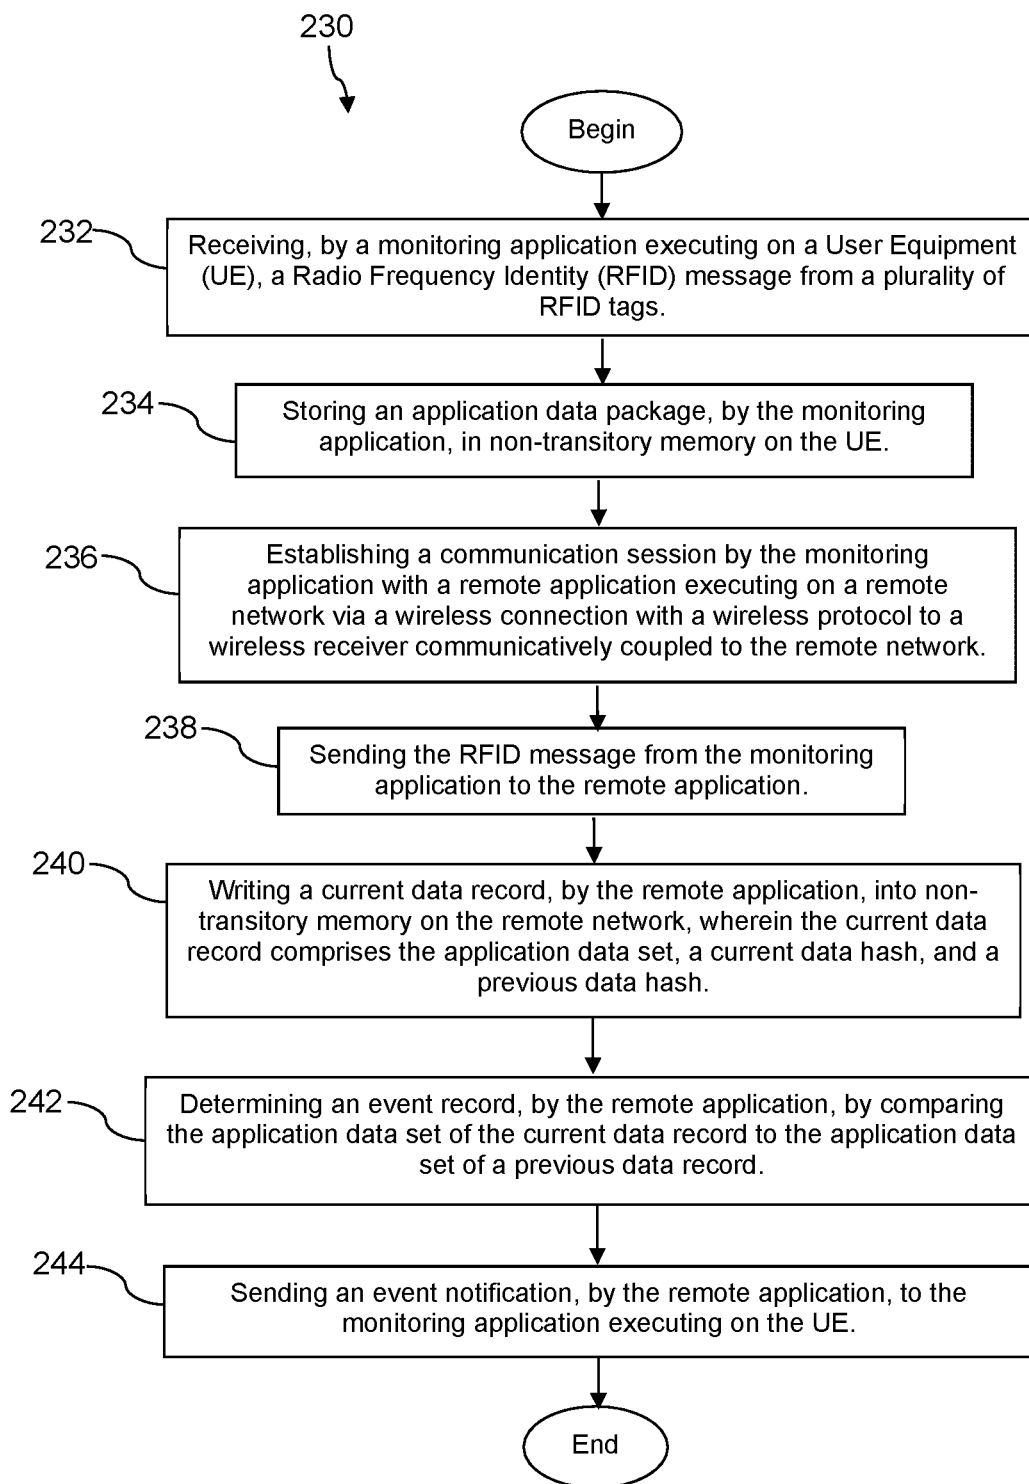 230
Begin
232
Receiving, by a monitoring application executing on a User Equipment
(UE), a Radio Frequency Identity (RFID) message from a plurality of
RFID tags.
234
Storing an application data package, by the monitoring
application, in non-transitory memory on the UE.
236
Establishing a communication session by the monitoring
application with a remote application executing on a remote
network via a wireless connection with a wireless protocol to a
wireless receiver communicatively coupled to the remote network.
238
Sending the RFID message from the monitoring
application to the remote application.
240
Writing a current data record, by the remote application, into non-
transitory memory on the remote network, wherein the current data
record comprises the application data set, a current data hash, and a
previous data hash.
242
Determining an event record, by the remote application, by comparing
the application data set of the current data record to the application data
set of a previous data record.
244
Sending an event notification, by the remote application, to the
monitoring application executing on the UE.
End